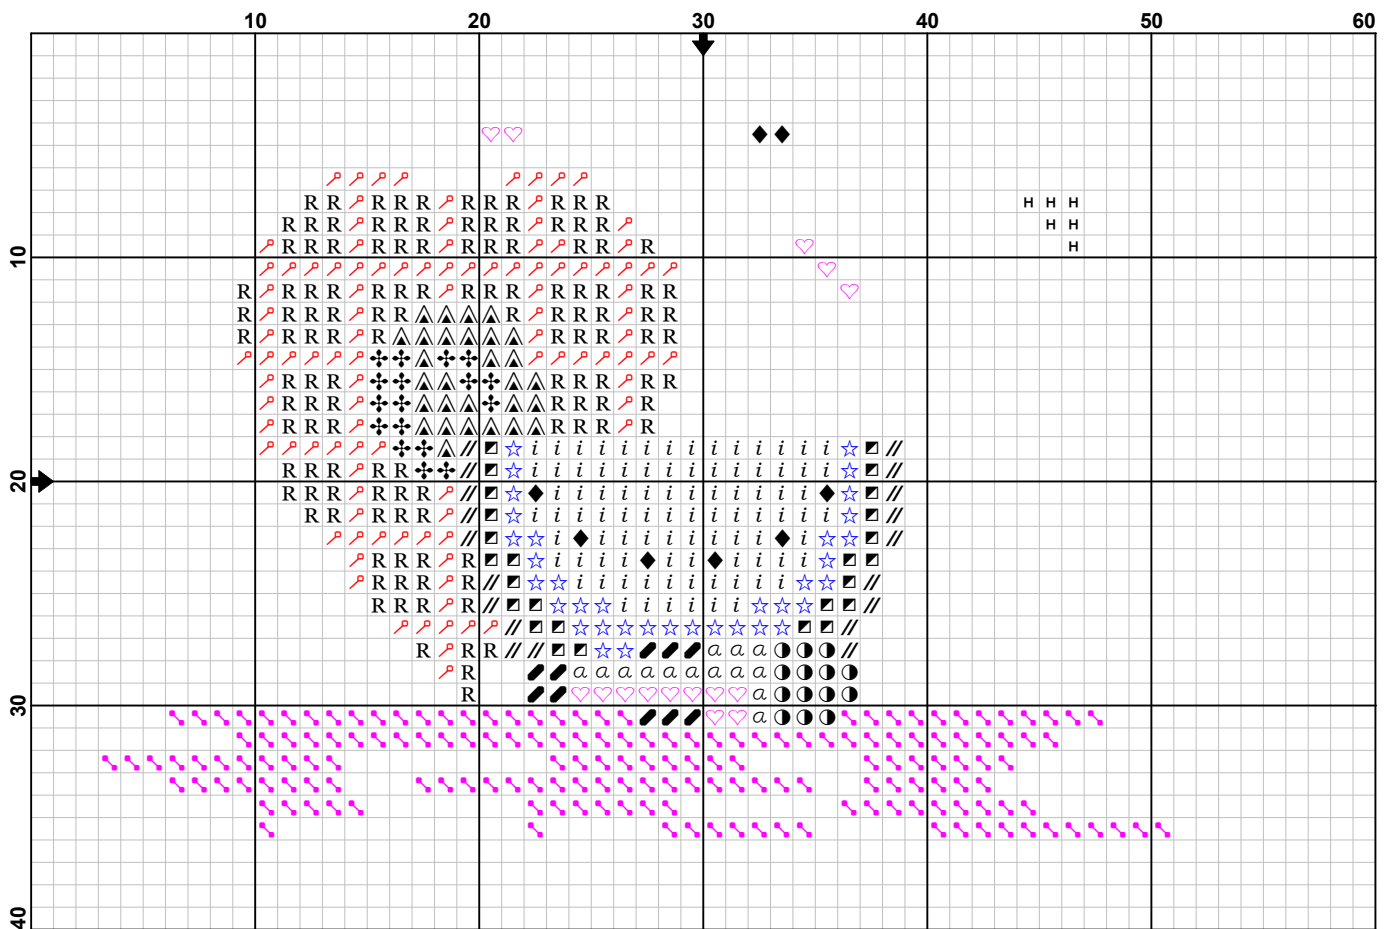 10 20 30 40 50 60
R R R R R R R R R R R H H H
R R R R R R R R R R R R H H
R R R R R R R R R R R R R H
10
R R R R R R R R R R R R R R R
R R R R R R R R R R R R
R R R R R R R R R R
R R R R R R R R
R R R R R R R
R R R R R R R
i i i i i i i i i i i i i i
R R R R R i i i i i i i i i i i i i i
20
R R R R R R i i i i i i i i i i i i
R R R R R i i i i i i i i i i i i i i
i i i i i i i i i i
R R R R i i i i i i i i i i
R R R R i i i i i i i i i i
R R R R i i i i i i
R R R a a a
R a a a a a a a a a
R a
30
a
40